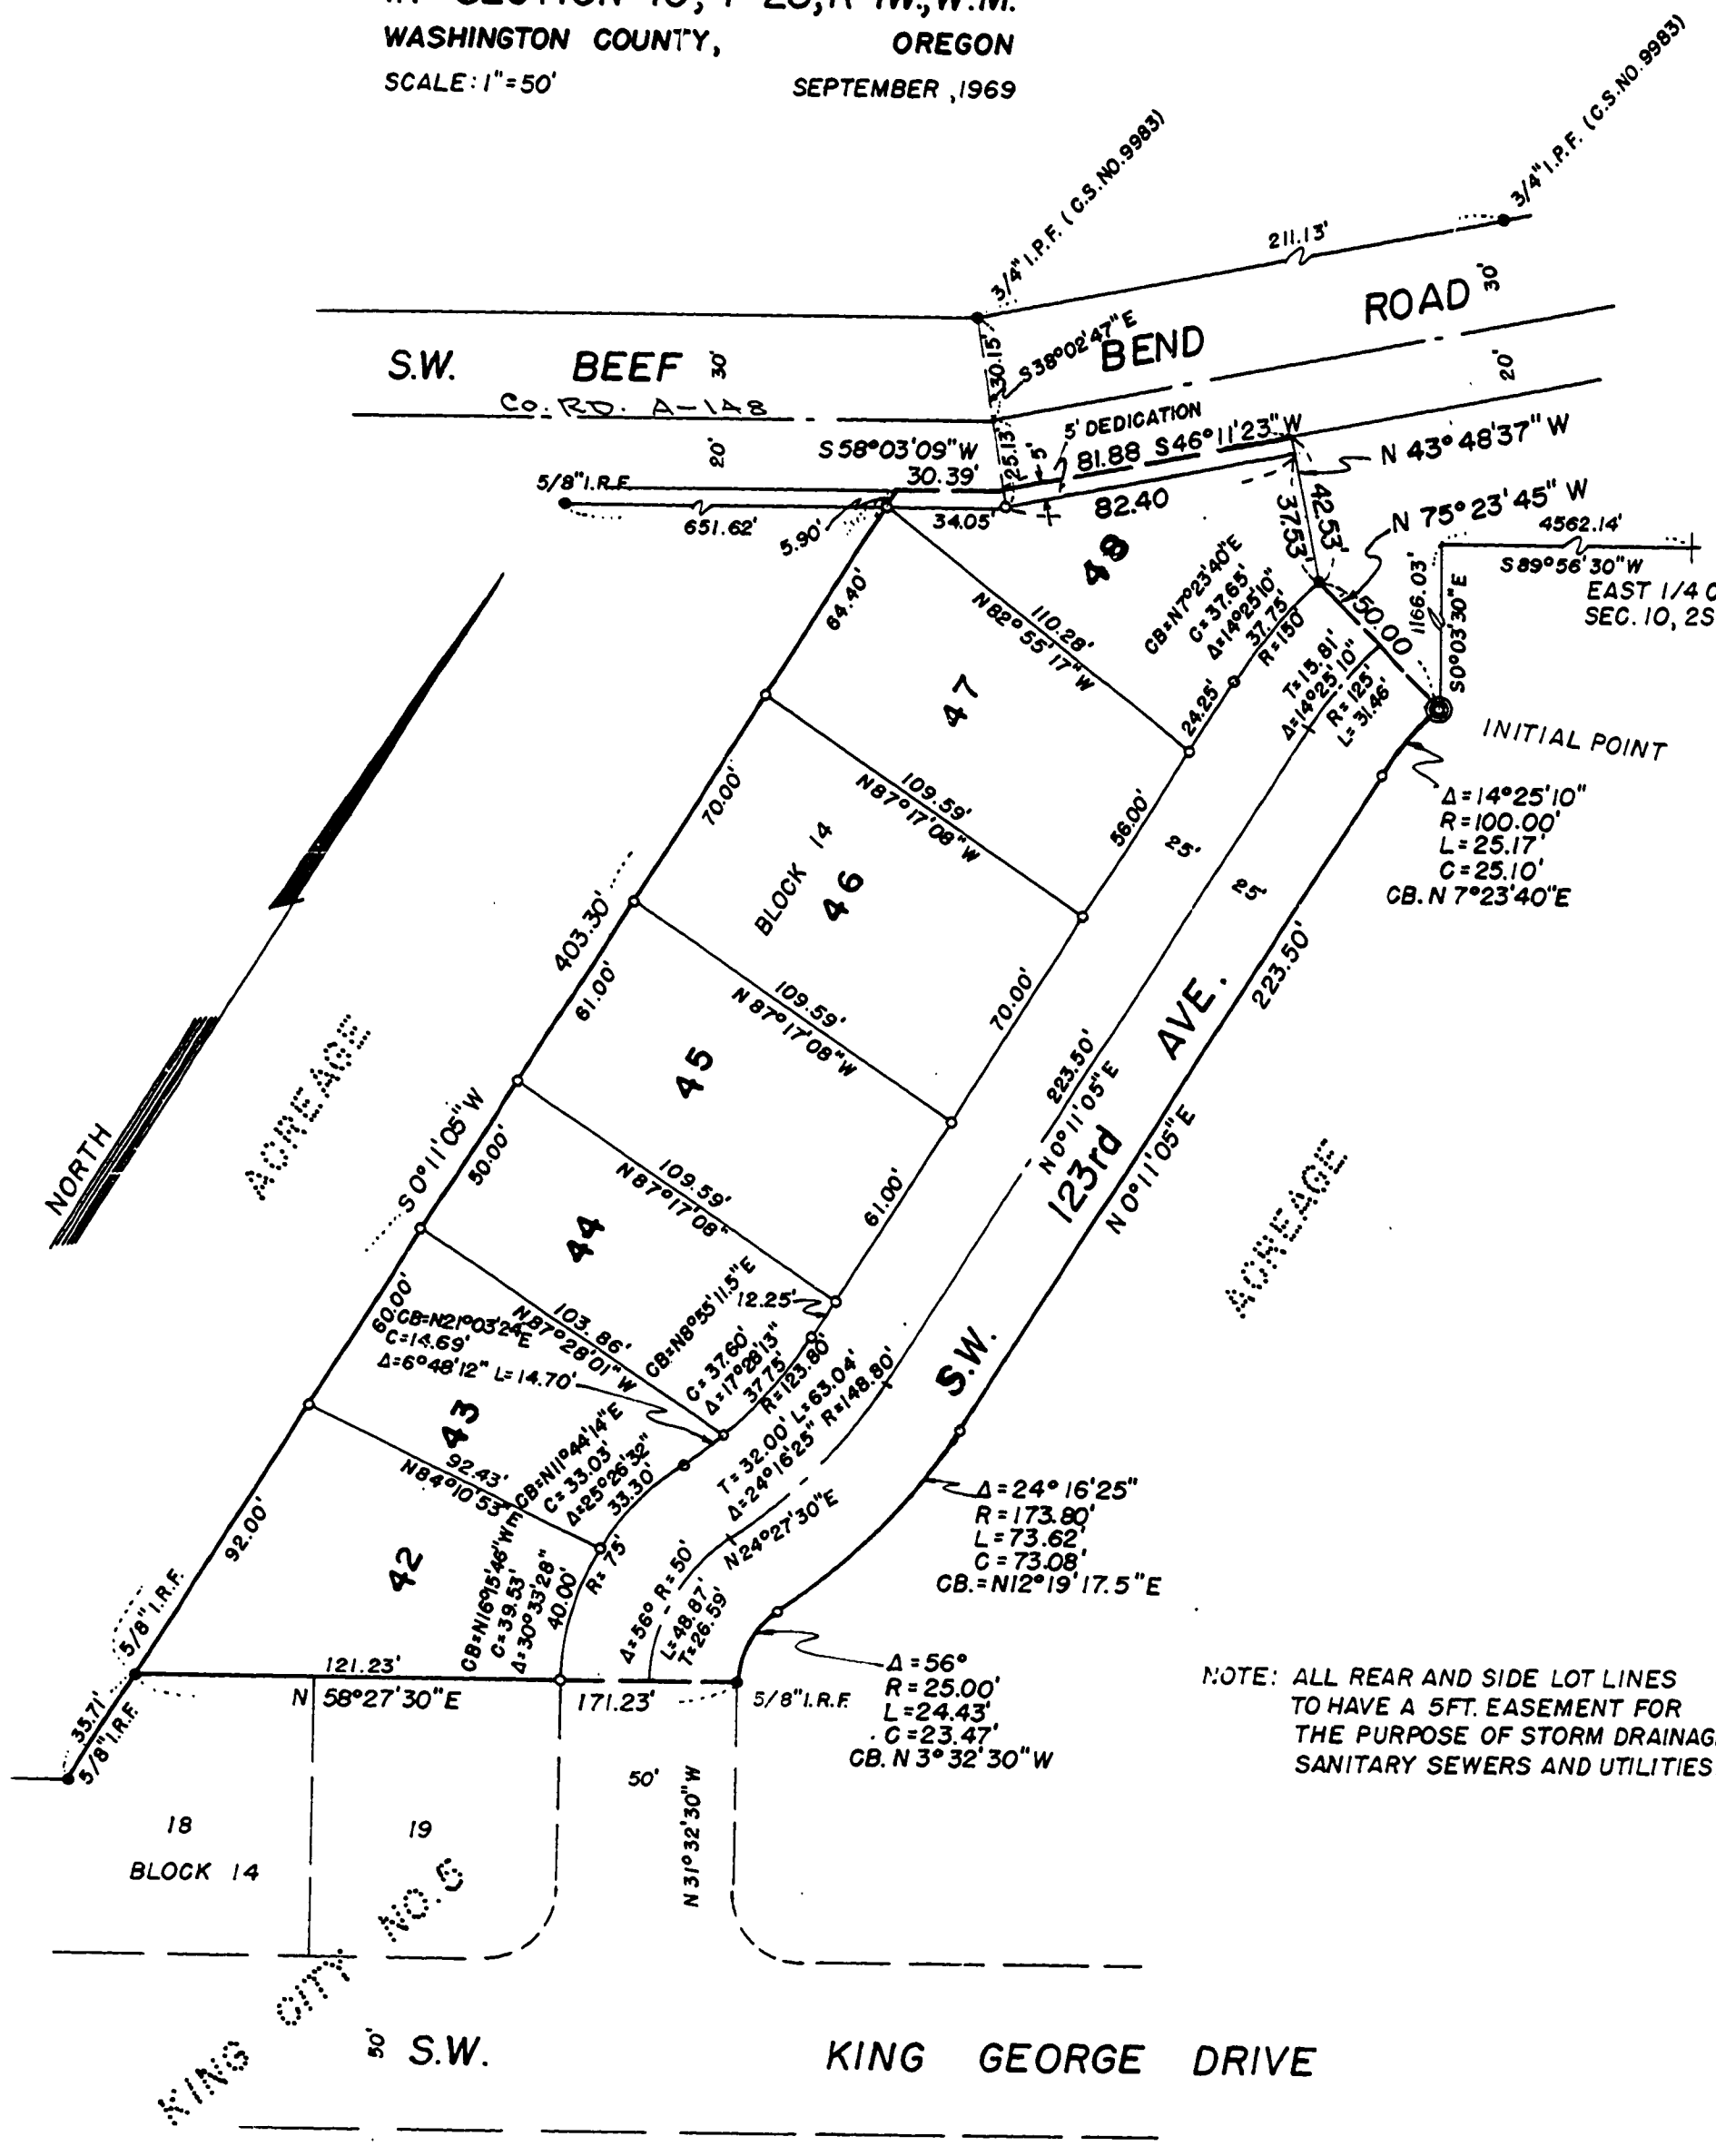 WASHINGTON COUNTY, OREGON
SCALE: 1"=50' SEPTEMBER, 1969
3/4" I.P.F. (C.S. NO. 9983)
3/4" I.P.F. (C.S. NO. 9983)
211.13'
S.W. BEEF BEND ROAD
30'
30'
CO. RD. A-148
30.15'
S38°02'47"E
20'
20'
25.13'
5'
5' DEDICATION
81.88 S46°11'23"W
S58°03'09"W
30.39'
N 43°48'37" W
5/8" I.R.F.
651.62'
5.90'
34.05'
82.40
37.53'
42.53'
N 75°23'45" W
50.00
4562.14'
S89°56'30"W
1166.03'
S0°03'30"E
EAST 1/4
SEC. 10, 2S
INITIAL POINT
48
CB=N7°23'40"E
C=37.65'
Δ=14°25'10"
37.75'
R=150'
110.28'
N82°55'17"W
64.40'
24.25'
T=15.81'
Δ=14°25'10"
R=125'
L=31.46'
Δ=14°25'10"
R=100.00'
L=25.17'
C=25.10'
CB. N 7°23'40"E
47
70.00'
56.00'
109.59'
N87°17'08"W
25'
25'
BLOCK 14
46
403.30'
61.00'
70.00'
109.59'
N87°17'08"W
223.50'
223.50'
N0°11'05"E
S.W. 123rd AVE.
N0°11'05"E
45
S0°11'05"W
50.00'
61.00'
109.59'
N87°17'08"
NORTH
ACREAGE
ACREAGE
44
12.25'
CB=N8°55'11.5"E
C=37.60'
Δ=17°28'13"
37.75'
R=123.80'
103.86'
N87°28'01"W
60.00'
CB=N21°03'24E
C=14.69'
Δ=6°48'12" L=14.70'
43
CB=N11°44'14"E
C=33.03'
Δ=25°26'32"
33.30'
92.43'
N84°10'53"W
T=32.00' L=63.04'
Δ=24°16'25" R=148.80'
N24°27'30"E
Δ=24°16'25"
R=173.80'
L=73.62'
C=73.08'
CB.=N12°19'17.5"E
92.00'
42
CB=N16°15'46"E
C=39.53'
Δ=30°33'28"
40.00'
R=75'
Δ=56° R=50'
L=48.87'
T=26.59'
Δ=56°
R=25.00'
L=24.43'
C=23.47'
CB. N 3°32'30"W
5/8" I.R.F.
121.23'
N 58°27'30"E
171.23'
5/8" I.R.F.
35.71'
5/8" I.R.F.
50'
N 31°32'30"W
NOTE: ALL REAR AND SIDE LOT LINES
TO HAVE A 5FT. EASEMENT FOR
THE PURPOSE OF STORM DRAINAG
SANITARY SEWERS AND UTILITIES
18
19
BLOCK 14
KING CITY NO. 5
50'
S.W. KING GEORGE DRIVE